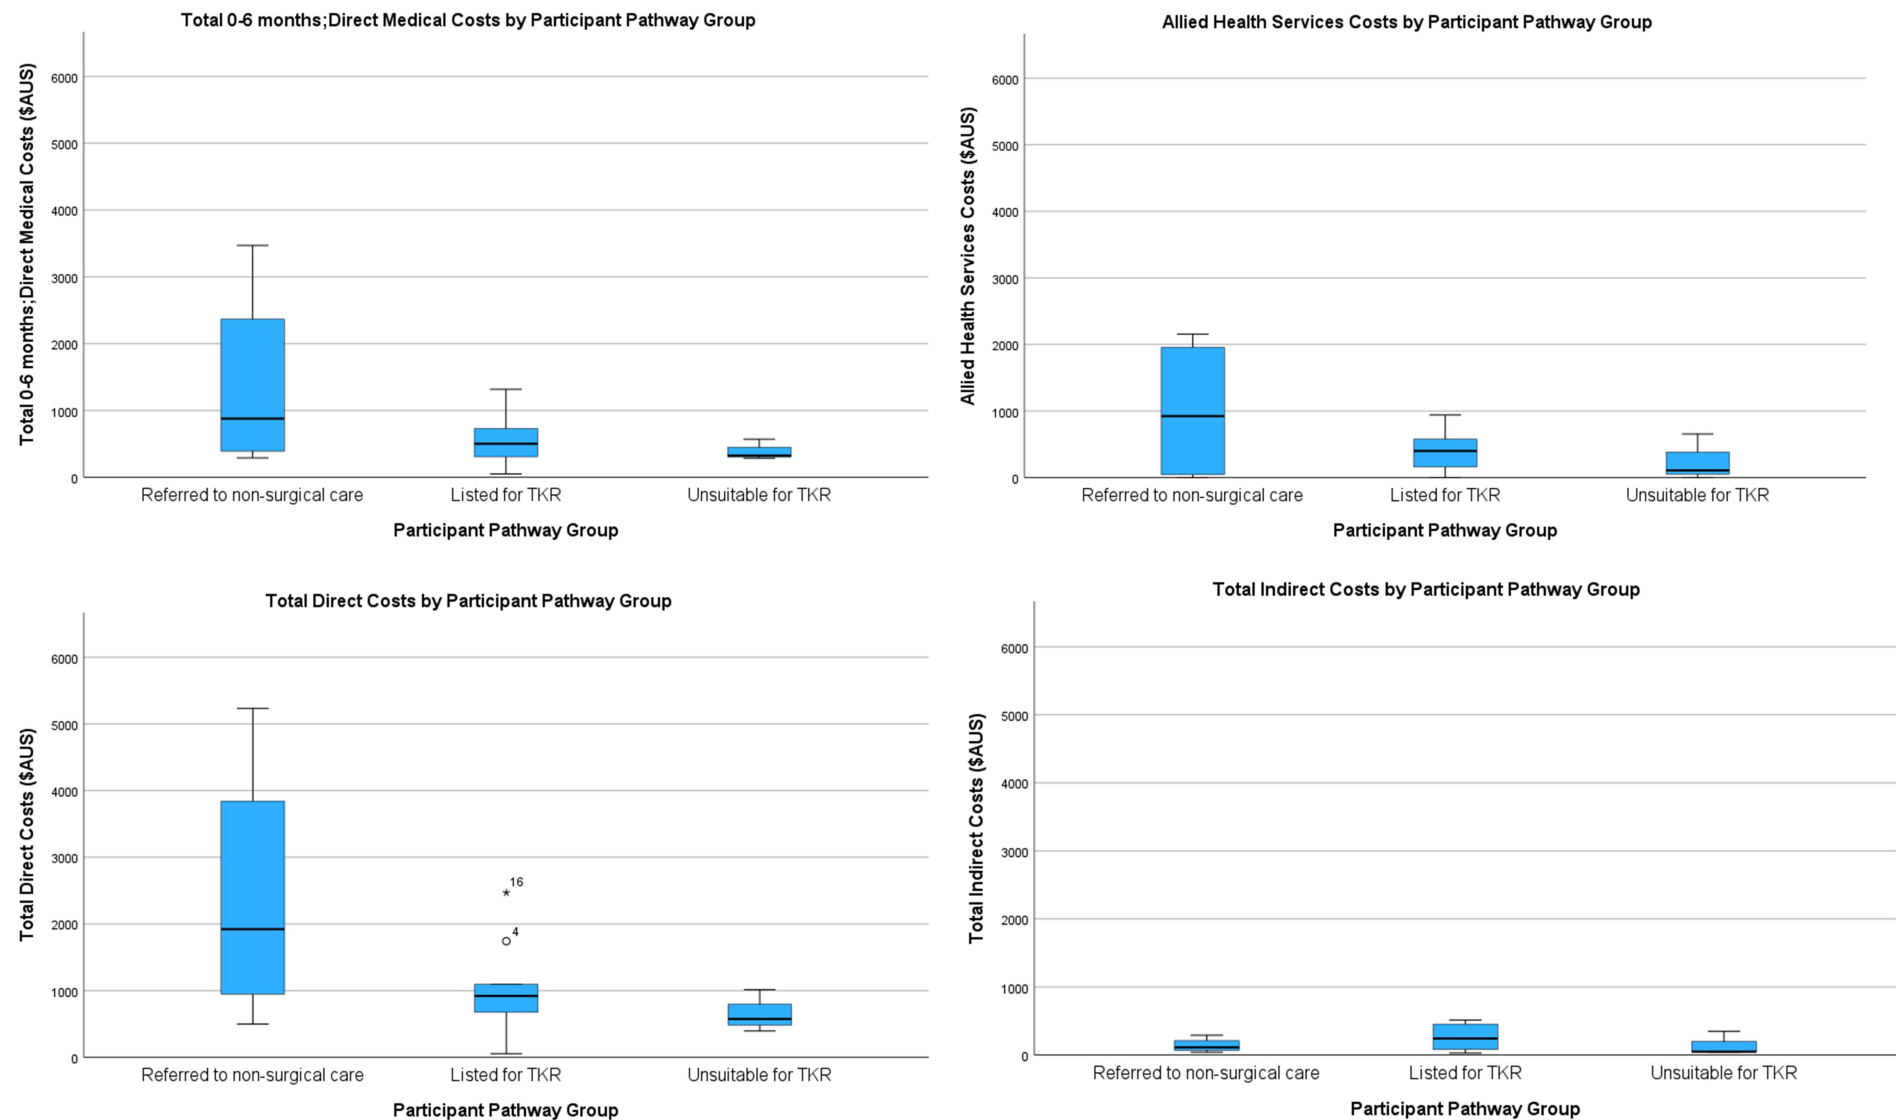 Total 0-6 months;Direct Medical Costs by Participant Pathway Group
Total 0-6 months;Direct Medical Costs ($AUS)
6000
5000
4000
3000
2000
1000
0
Referred to non-surgical care
Listed for TKR
Unsuitable for TKR
Participant Pathway Group
Allied Health Services Costs by Participant Pathway Group
Allied Health Services Costs ($AUS)
6000
5000
4000
3000
2000
1000
0
Referred to non-surgical care
Listed for TKR
Unsuitable for TKR
Participant Pathway Group
Total Direct Costs by Participant Pathway Group
Total Direct Costs ($AUS)
6000
5000
4000
3000
2000
1000
0
16
4
Referred to non-surgical care
Listed for TKR
Unsuitable for TKR
Participant Pathway Group
Total Indirect Costs by Participant Pathway Group
Total Indirect Costs ($AUS)
6000
5000
4000
3000
2000
1000
0
Referred to non-surgical care
Listed for TKR
Unsuitable for TKR
Participant Pathway Group